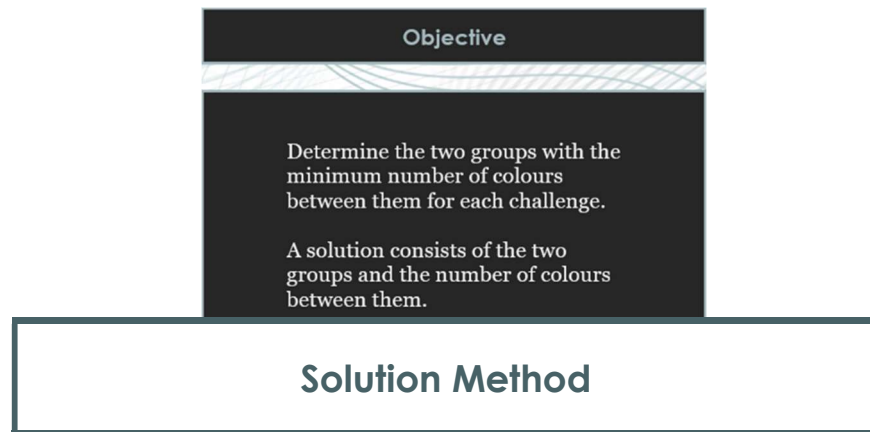 Objective
Determine the two groups with the
minimum number of colours
between them for each challenge.
A solution consists of the two
groups and the number of colours
between them.
Solution Method